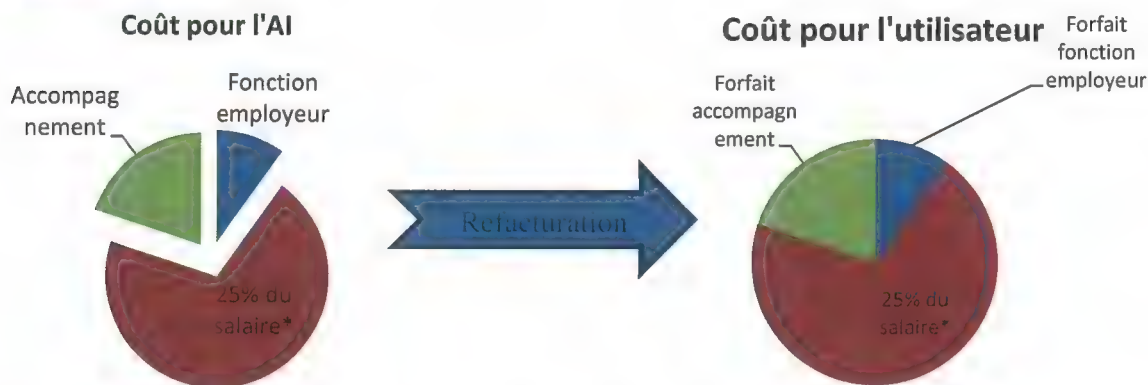 Coût pour l'AI
Accompag
nement
Fonction
employeur
25% du
salaire*
Refacturation
Coût pour l'utilisateur
Forfait
fonction
employeur
Forfait
accompagn
ement
25% du
salaire*